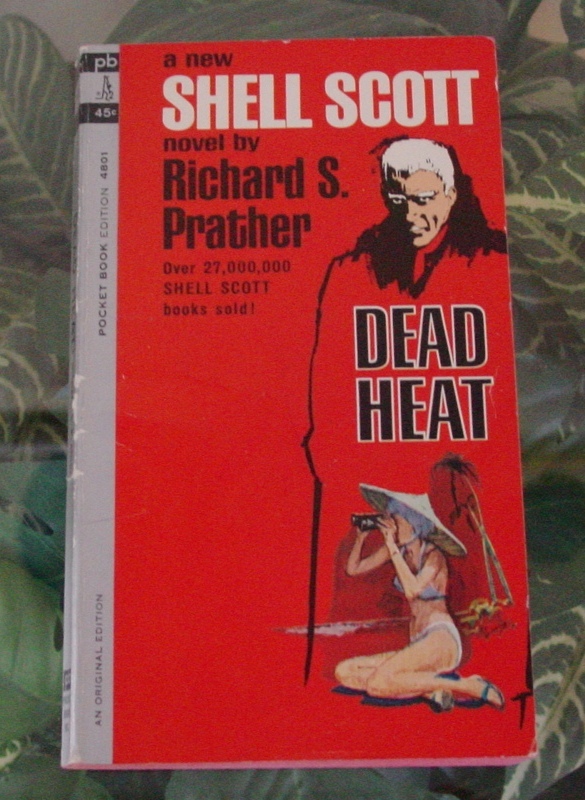 pb
45¢
POCKET BOOK EDITION 4801
AN ORIGINAL EDITION
a new
SHELL SCOTT
novel by
Richard S.
Prather
Over 27,000,000
SHELL SCOTT
books sold!
DEAD
HEAT